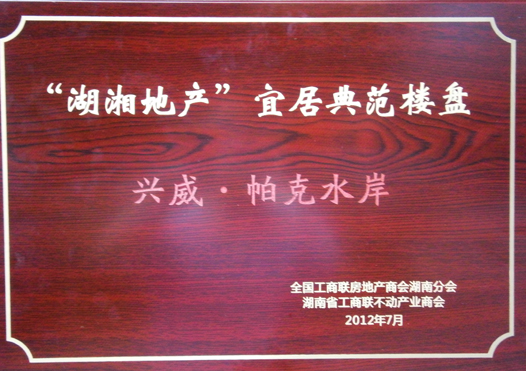 “湖湘地产”宜居典范楼盘
兴威·帕克水岸
全国工商联房地产商会湖南分会
湖南省工商联不动产业商会
2012年7月